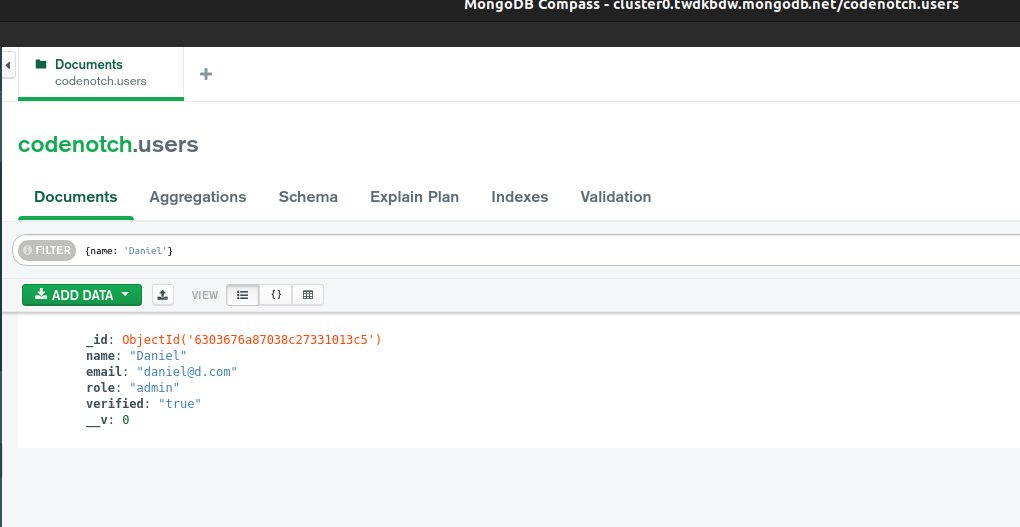 MongoDB Compass - cluster0.twdkbdw.mongodb.net/codenotch.users
Documents
codenotch.users
codenotch.users
Documents Aggregations Schema Explain Plan Indexes Validation
FILTER {name: 'Daniel'}
ADD DATA VIEW {}
_id: ObjectId('6303676a87038c27331013c5')
name: "Daniel"
email: "daniel@d.com"
role: "admin"
verified: "true"
__v: 0